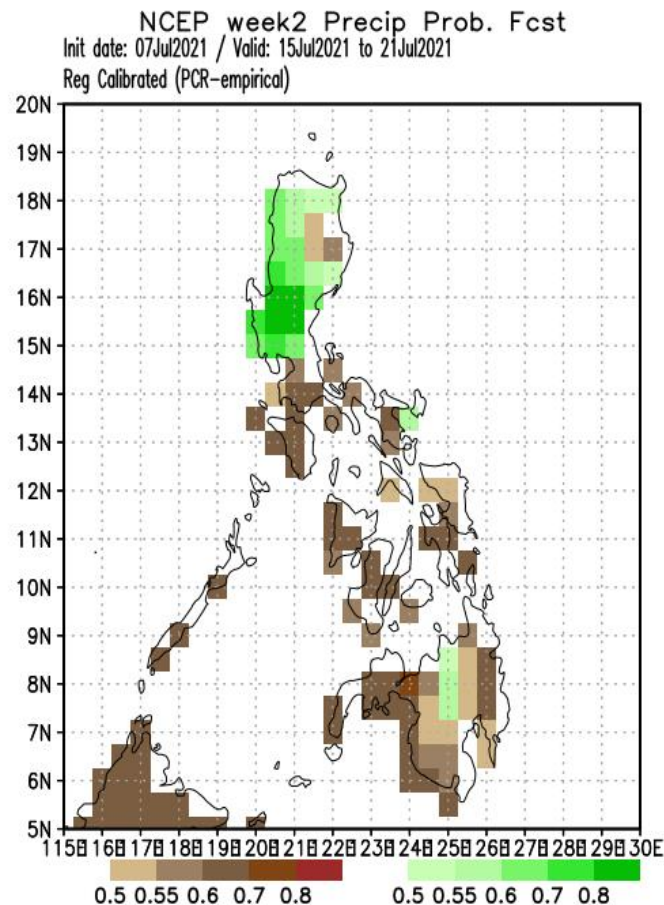 NCEP week2 Precip Prob. Fcst
Init date: 07Jul2021 / Valid: 15Jul2021 to 21Jul2021
Reg Calibrated (PCR-empirical)
20N
19N
18N
17N
16N
15N
14N
13N
12N
11N
10N
9N
8N
7N
6N
5N
115E 116E 117E 118E 119E 120E 121E 122E 123E 124E 125E 126E 127E 128E 129E 130E
0.5 0.55 0.6 0.7 0.8 0.5 0.55 0.6 0.7 0.8